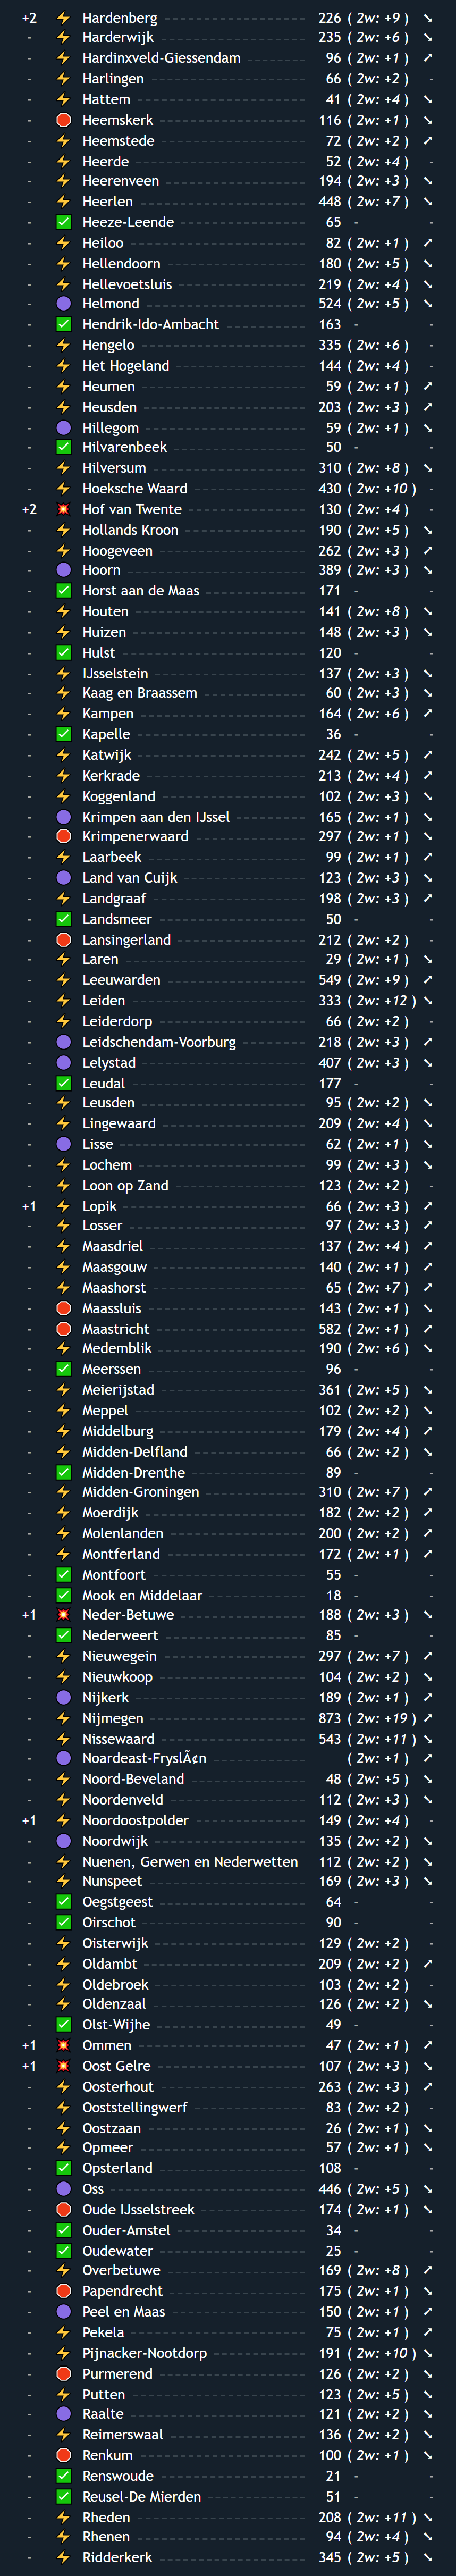 +2 ⚡ Hardenberg 226 ( 2w: +9 ) ↘
- ⚡ Harderwijk 235 ( 2w: +6 ) ↘
- ⚡ Hardinxveld-Giessendam 96 ( 2w: +1 ) ↗
- ⚡ Harlingen 66 ( 2w: +2 ) -
- ⚡ Hattem 41 ( 2w: +4 ) ↘
- 🛑 Heemskerk 116 ( 2w: +1 ) ↘
- ⚡ Heemstede 72 ( 2w: +2 ) ↗
- ⚡ Heerde 52 ( 2w: +4 ) -
- ⚡ Heerenveen 194 ( 2w: +3 ) ↘
- ⚡ Heerlen 448 ( 2w: +7 ) ↘
- ✅ Heeze-Leende 65 - -
- ⚡ Heiloo 82 ( 2w: +1 ) ↗
- ⚡ Hellendoorn 180 ( 2w: +5 ) ↘
- ⚡ Hellevoetsluis 219 ( 2w: +4 ) ↘
- 🟣 Helmond 524 ( 2w: +5 ) ↘
- ✅ Hendrik-Ido-Ambacht 163 - -
- ⚡ Hengelo 335 ( 2w: +6 ) -
- ⚡ Het Hogeland 144 ( 2w: +4 ) -
- ⚡ Heumen 59 ( 2w: +1 ) ↗
- ⚡ Heusden 203 ( 2w: +3 ) ↗
- 🟣 Hillegom 59 ( 2w: +1 ) ↘
- ✅ Hilvarenbeek 50 - -
- ⚡ Hilversum 310 ( 2w: +8 ) ↘
- ⚡ Hoeksche Waard 430 ( 2w: +10 ) -
+2 💥 Hof van Twente 130 ( 2w: +4 ) -
- ⚡ Hollands Kroon 190 ( 2w: +5 ) ↘
- ⚡ Hoogeveen 262 ( 2w: +3 ) ↗
- 🟣 Hoorn 389 ( 2w: +3 ) ↘
- ✅ Horst aan de Maas 171 - -
- ⚡ Houten 141 ( 2w: +8 ) ↘
- ⚡ Huizen 148 ( 2w: +3 ) ↘
- ✅ Hulst 120 - -
- ⚡ IJsselstein 137 ( 2w: +3 ) ↘
- ⚡ Kaag en Braassem 60 ( 2w: +3 ) ↘
- ⚡ Kampen 164 ( 2w: +6 ) ↗
- ✅ Kapelle 36 - -
- ⚡ Katwijk 242 ( 2w: +5 ) ↗
- ⚡ Kerkrade 213 ( 2w: +4 ) ↗
- ⚡ Koggenland 102 ( 2w: +3 ) ↘
- 🟣 Krimpen aan den IJssel 165 ( 2w: +1 ) ↘
- 🛑 Krimpenerwaard 297 ( 2w: +1 ) ↘
- ⚡ Laarbeek 99 ( 2w: +1 ) ↗
- 🟣 Land van Cuijk 123 ( 2w: +3 ) ↘
- ⚡ Landgraaf 198 ( 2w: +3 ) ↗
- ✅ Landsmeer 50 - -
- 🛑 Lansingerland 212 ( 2w: +2 ) -
- ⚡ Laren 29 ( 2w: +1 ) ↘
- ⚡ Leeuwarden 549 ( 2w: +9 ) ↗
- ⚡ Leiden 333 ( 2w: +12 ) ↘
- ⚡ Leiderdorp 66 ( 2w: +2 ) -
- 🟣 Leidschendam-Voorburg 218 ( 2w: +3 ) ↗
- 🟣 Lelystad 407 ( 2w: +3 ) ↘
- ✅ Leudal 177 - -
- ⚡ Leusden 95 ( 2w: +2 ) ↘
- ⚡ Lingewaard 209 ( 2w: +4 ) ↘
- 🟣 Lisse 62 ( 2w: +1 ) ↘
- ⚡ Lochem 99 ( 2w: +3 ) ↘
- ⚡ Loon op Zand 123 ( 2w: +2 ) -
+1 ⚡ Lopik 66 ( 2w: +3 ) ↗
- ⚡ Losser 97 ( 2w: +3 ) ↗
- ⚡ Maasdriel 137 ( 2w: +4 ) ↗
- ⚡ Maasgouw 140 ( 2w: +1 ) ↗
- ⚡ Maashorst 65 ( 2w: +7 ) ↗
- 🛑 Maassluis 143 ( 2w: +1 ) ↘
- 🛑 Maastricht 582 ( 2w: +1 ) ↗
- ⚡ Medemblik 190 ( 2w: +6 ) ↘
- ✅ Meerssen 96 - -
- ⚡ Meierijstad 361 ( 2w: +5 ) ↘
- ⚡ Meppel 102 ( 2w: +2 ) ↘
- ⚡ Middelburg 179 ( 2w: +4 ) ↗
- ⚡ Midden-Delfland 66 ( 2w: +2 ) ↘
- ✅ Midden-Drenthe 89 - -
- ⚡ Midden-Groningen 310 ( 2w: +7 ) ↗
- ⚡ Moerdijk 182 ( 2w: +2 ) ↗
- ⚡ Molenlanden 200 ( 2w: +2 ) ↗
- ⚡ Montferland 172 ( 2w: +1 ) ↗
- ✅ Montfoort 55 - -
- ✅ Mook en Middelaar 18 - -
+1 💥 Neder-Betuwe 188 ( 2w: +3 ) ↘
- ✅ Nederweert 85 - -
- ⚡ Nieuwegein 297 ( 2w: +7 ) ↗
- ⚡ Nieuwkoop 104 ( 2w: +2 ) ↘
- 🟣 Nijkerk 189 ( 2w: +1 ) ↗
- ⚡ Nijmegen 873 ( 2w: +19 ) ↗
- ⚡ Nissewaard 543 ( 2w: +11 ) ↘
- 🟣 Noardeast-FryslÃ¢n ( 2w: +1 ) ↗
- ⚡ Noord-Beveland 48 ( 2w: +5 ) ↘
- ⚡ Noordenveld 112 ( 2w: +3 ) ↘
+1 ⚡ Noordoostpolder 149 ( 2w: +4 ) -
- 🟣 Noordwijk 135 ( 2w: +2 ) ↘
- ⚡ Nuenen, Gerwen en Nederwetten 112 ( 2w: +2 ) ↘
- ⚡ Nunspeet 169 ( 2w: +3 ) ↘
- ✅ Oegstgeest 64 - -
- ✅ Oirschot 90 - -
- ⚡ Oisterwijk 129 ( 2w: +2 ) -
- ⚡ Oldambt 209 ( 2w: +2 ) ↗
- ⚡ Oldebroek 103 ( 2w: +2 ) -
- ⚡ Oldenzaal 126 ( 2w: +2 ) ↘
- ✅ Olst-Wijhe 49 - -
+1 💥 Ommen 47 ( 2w: +1 ) ↗
+1 💥 Oost Gelre 107 ( 2w: +3 ) ↘
- ⚡ Oosterhout 263 ( 2w: +3 ) ↗
- ⚡ Ooststellingwerf 83 ( 2w: +2 ) -
- ⚡ Oostzaan 26 ( 2w: +1 ) ↘
- ⚡ Opmeer 57 ( 2w: +1 ) ↘
- ✅ Opsterland 108 - -
- 🟣 Oss 446 ( 2w: +5 ) ↘
- 🛑 Oude IJsselstreek 174 ( 2w: +1 ) ↘
- ✅ Ouder-Amstel 34 - -
- ✅ Oudewater 25 - -
- ⚡ Overbetuwe 169 ( 2w: +8 ) ↗
- 🛑 Papendrecht 175 ( 2w: +1 ) ↘
- 🟣 Peel en Maas 150 ( 2w: +1 ) ↗
- ⚡ Pekela 75 ( 2w: +1 ) ↗
- ⚡ Pijnacker-Nootdorp 191 ( 2w: +10 ) ↘
- 🛑 Purmerend 126 ( 2w: +2 ) ↘
- ⚡ Putten 123 ( 2w: +5 ) ↘
- 🟣 Raalte 121 ( 2w: +2 ) ↘
- ⚡ Reimerswaal 136 ( 2w: +2 ) ↘
- 🛑 Renkum 100 ( 2w: +1 ) ↘
- ✅ Renswoude 21 - -
- ✅ Reusel-De Mierden 51 - -
- ⚡ Rheden 208 ( 2w: +11 ) ↘
- ⚡ Rhenen 94 ( 2w: +4 ) ↘
- ⚡ Ridderkerk 345 ( 2w: +5 ) ↘